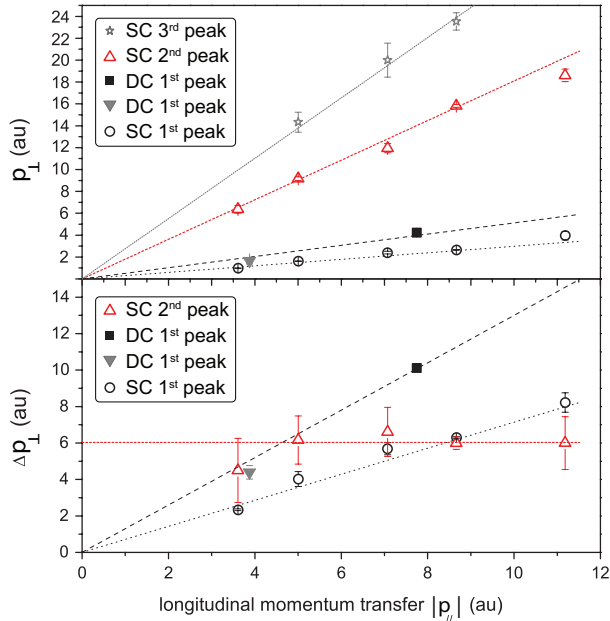 24
22
20
18
16
14
12
10
8
6
4
2
p⊥ (au)
SC 3rd peak
SC 2nd peak
DC 1st peak
DC 1st peak
SC 1st peak
14
12
10
8
6
4
2
0
Δp⊥ (au)
SC 2nd peak
DC 1st peak
DC 1st peak
SC 1st peak
0 2 4 6 8 10 12
longitudinal momentum transfer |p//| (au)